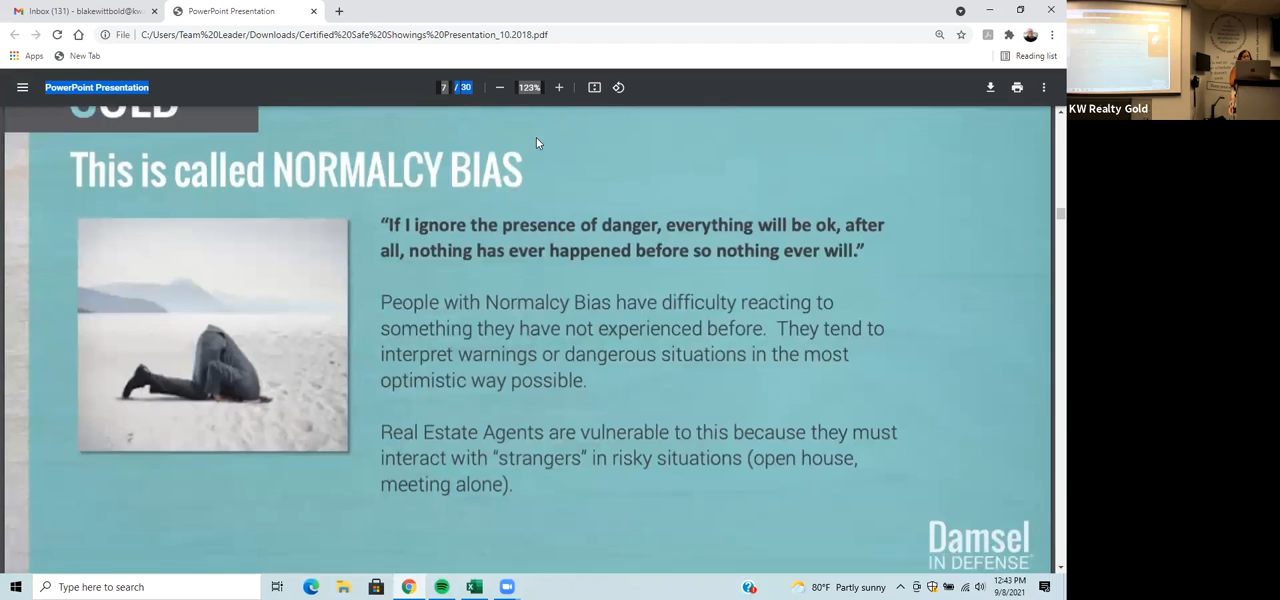 Inbox (131) - blakewittbold@kw
PowerPoint Presentation
File
C:/Users/Team%20Leader/Downloads/Certified%20Safe%20Showings%20Presentation_10.2018.pdf
Apps
New Tab
Reading list
PowerPoint Presentation
7 / 30
123%
KW Realty Gold
This is called NORMALCY BIAS
“If I ignore the presence of danger, everything will be ok, after
all, nothing has ever happened before so nothing ever will.”
People with Normalcy Bias have difficulty reacting to
something they have not experienced before. They tend to
interpret warnings or dangerous situations in the most
optimistic way possible.
Real Estate Agents are vulnerable to this because they must
interact with “strangers” in risky situations (open house,
meeting alone).
Damsel
IN DEFENSE
Type here to search
80°F Partly sunny
12:43 PM
9/8/2021